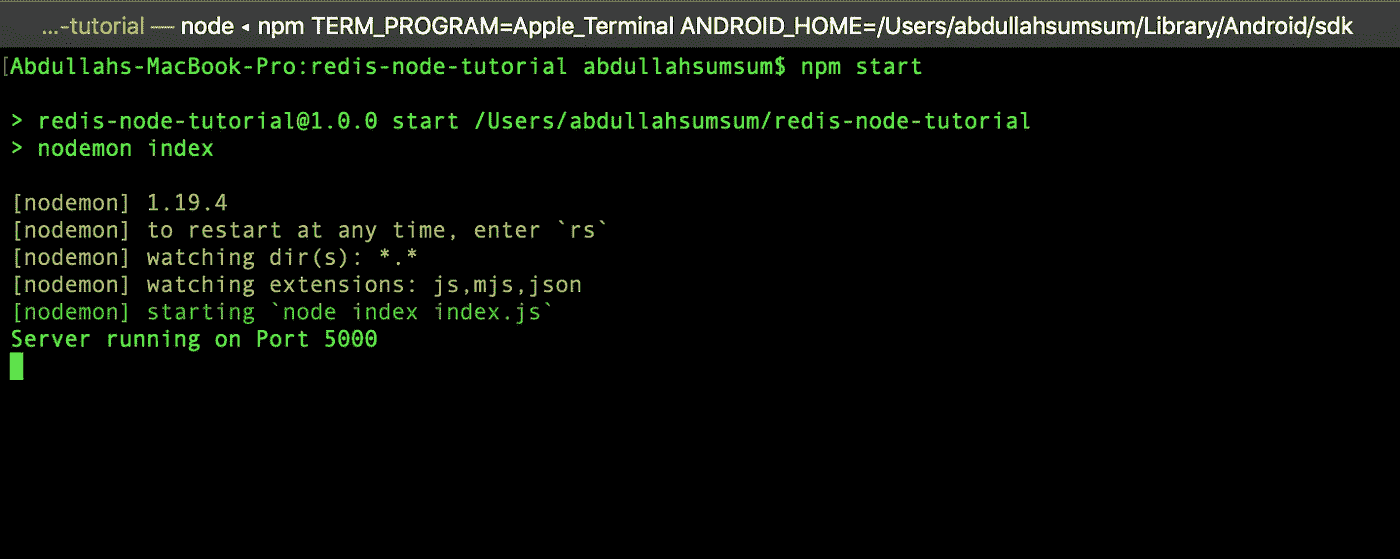 ...-tutorial — node ◂ npm TERM_PROGRAM=Apple_Terminal ANDROID_HOME=/Users/abdullahsumsum/Library/Android/sdk
[Abdullahs-MacBook-Pro:redis-node-tutorial abdullahsumsum$ npm start
> redis-node-tutorial@1.0.0 start /Users/abdullahsumsum/redis-node-tutorial
> nodemon index
[nodemon] 1.19.4
[nodemon] to restart at any time, enter `rs`
[nodemon] watching dir(s): *.*
[nodemon] watching extensions: js,mjs,json
[nodemon] starting `node index index.js`
Server running on Port 5000